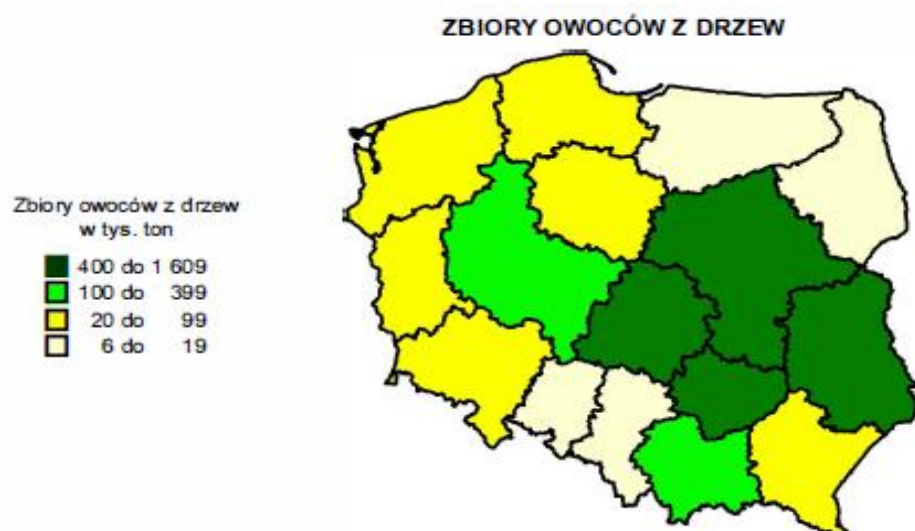 ZBIORY OWOCÓW Z DRZEW
Zbiory owoców z drzew
w tys. ton
400 do 1 609
100 do 399
20 do 99
6 do 19